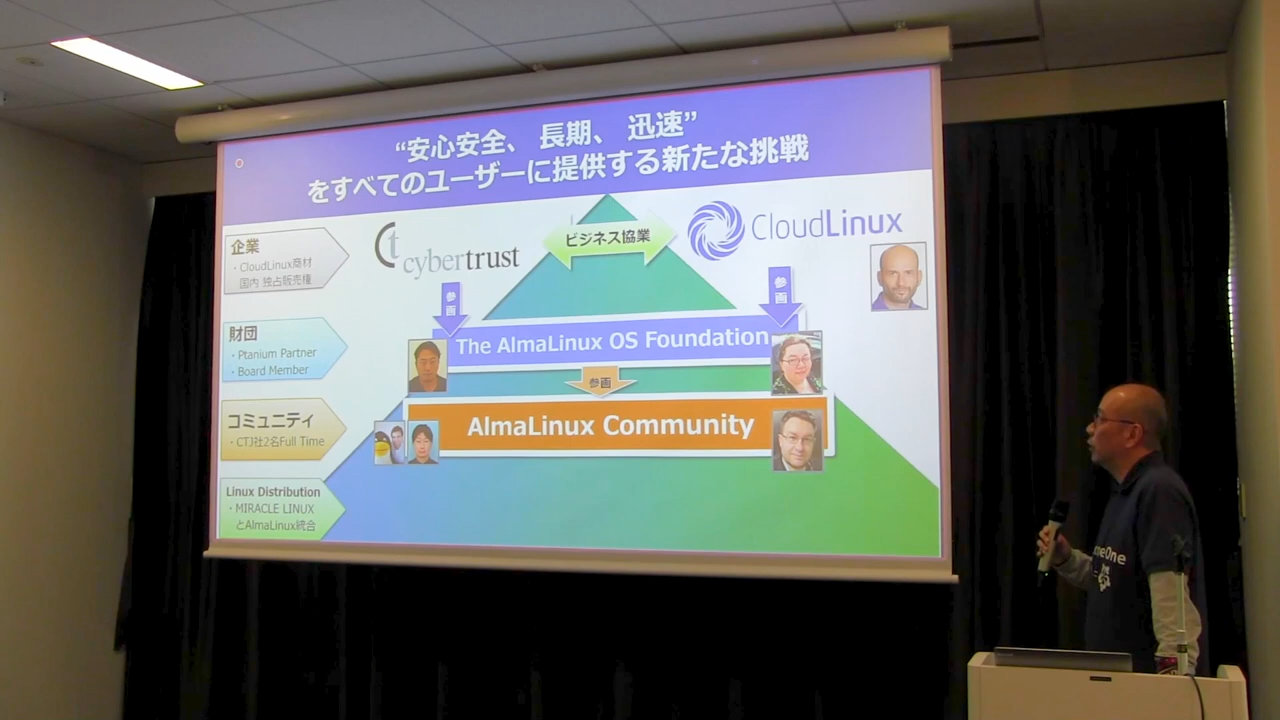 “安心安全、 長期、 迅速”
をすべてのユーザーに提供する新たな挑戦
企業
・CloudLinux商材
国内 独占販売権
cybertrust
ビジネス協業
CloudLinux
参画
参画
財団
・Ptanium Partner
・Board Member
The AlmaLinux OS Foundation
参画
コミュニティ
・CTJ社2名Full Time
AlmaLinux Community
Linux Distribution
・MIRACLE LINUX
とAlmaLinux統合